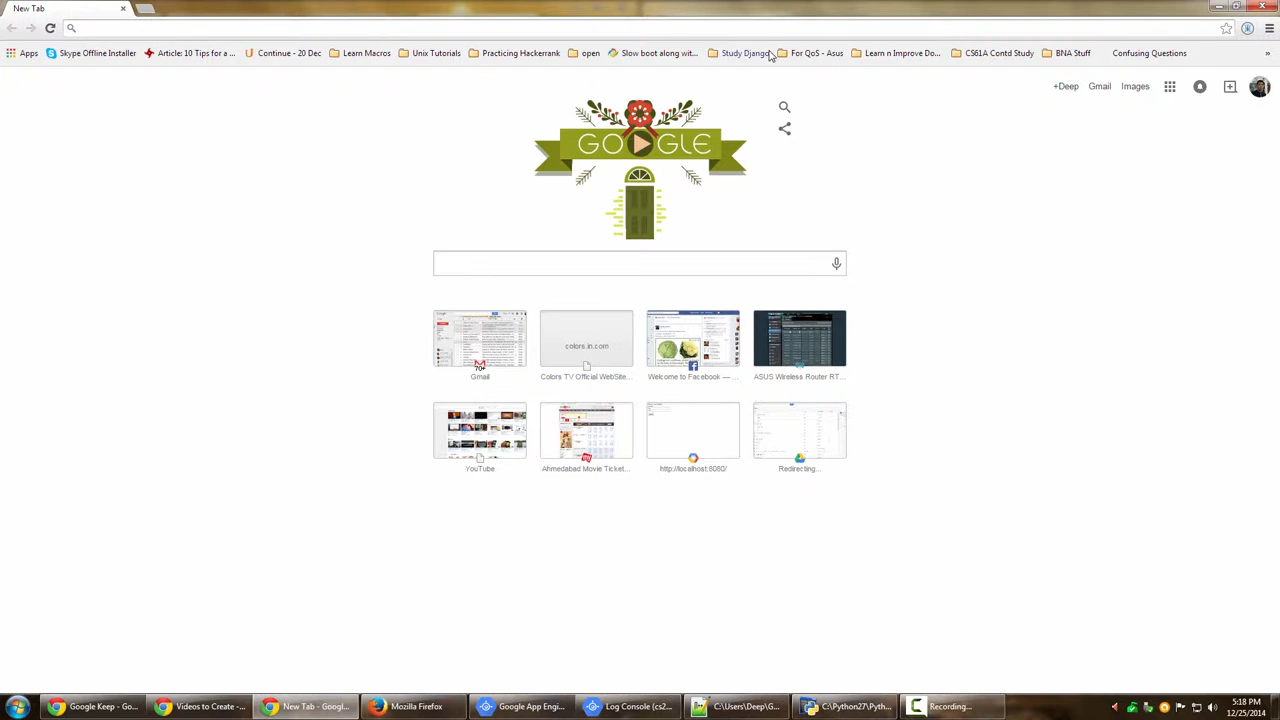 New Tab
Apps Skype Offline Installer Article: 10 Tips for a ... Continue - 20 Dec Learn Macros Unix Tutorials Practicing Hackerrank open Slow boot along wit... Study Django For QoS - Asus Learn n Improve Do... CS61A Contd Study BNA Stuff Confusing Questions »
+Deep Gmail Images
GOOGLE
colors.in.com
Gmail Colors TV Official WebSite... Welcome to Facebook — ... ASUS Wireless Router RT...
YouTube Ahmedabad Movie Ticket... http://localhost:8080/ Redirecting...
Google Keep - Go... Videos to Create -... New Tab - Googl... Mozilla Firefox Google App Engi... Log Console (cs2... C:\Users\Deep\G... C:\Python27\Pyth... Recording...
5:18 PM
12/25/2014